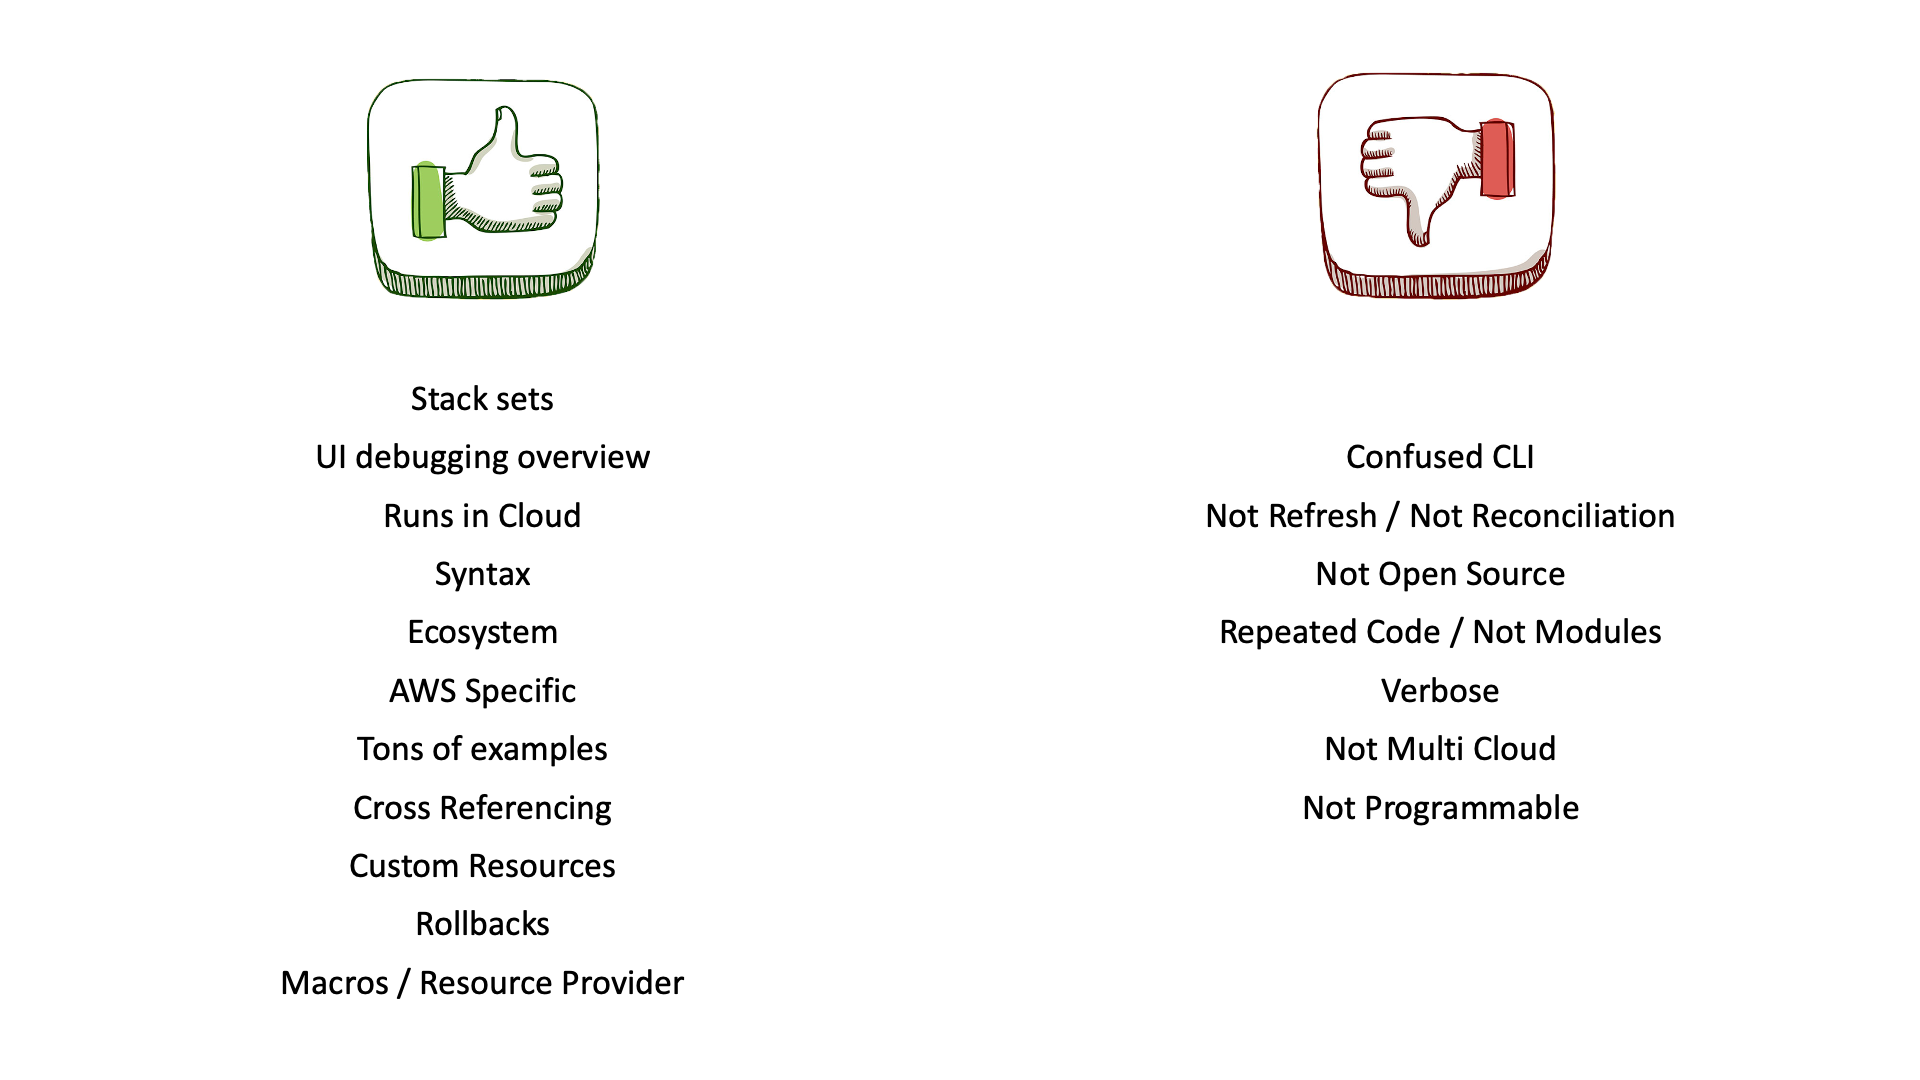 Stack sets
UI debugging overview
Runs in Cloud
Syntax
Ecosystem
AWS Specific
Tons of examples
Cross Referencing
Custom Resources
Rollbacks
Macros / Resource Provider
Confused CLI
Not Refresh / Not Reconciliation
Not Open Source
Repeated Code / Not Modules
Verbose
Not Multi Cloud
Not Programmable